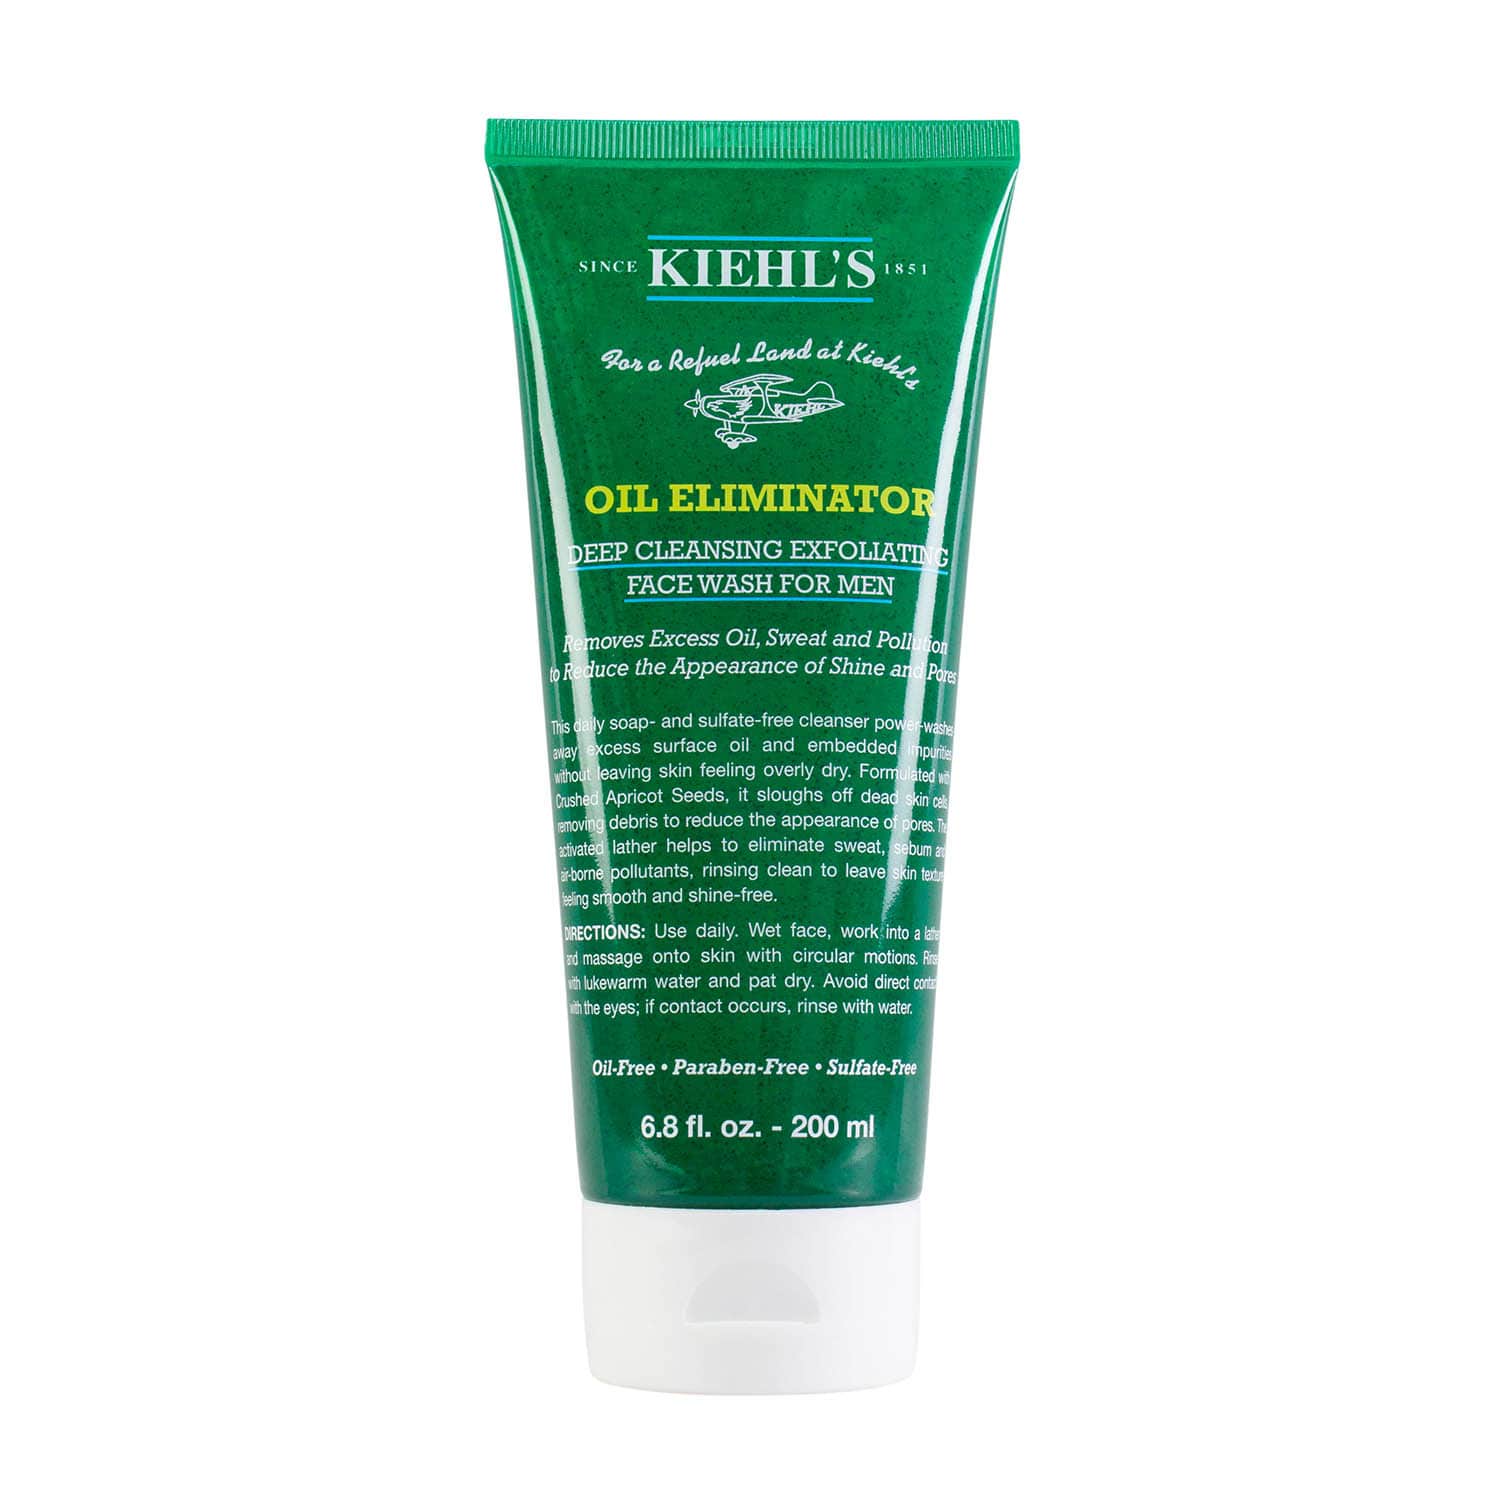 SINCE KIEHL'S 1851
For a Refuel Land at Kiehl's
KIEHL
OIL ELIMINATOR
DEEP CLEANSING EXFOLIATING
FACE WASH FOR MEN
Removes Excess Oil, Sweat and Pollution
to Reduce the Appearance of Shine and Pores
This daily soap- and sulfate-free cleanser power-washes
away excess surface oil and embedded impurities
without leaving skin feeling overly dry. Formulated with
Crushed Apricot Seeds, it sloughs off dead skin cells,
removing debris to reduce the appearance of pores. The
activated lather helps to eliminate sweat, sebum and
air-borne pollutants, rinsing clean to leave skin texture
feeling smooth and shine-free.
DIRECTIONS: Use daily. Wet face, work into a lather
and massage onto skin with circular motions. Rinse
with lukewarm water and pat dry. Avoid direct contact
with the eyes; if contact occurs, rinse with water.
Oil-Free • Paraben-Free • Sulfate-Free
6.8 fl. oz. - 200 ml